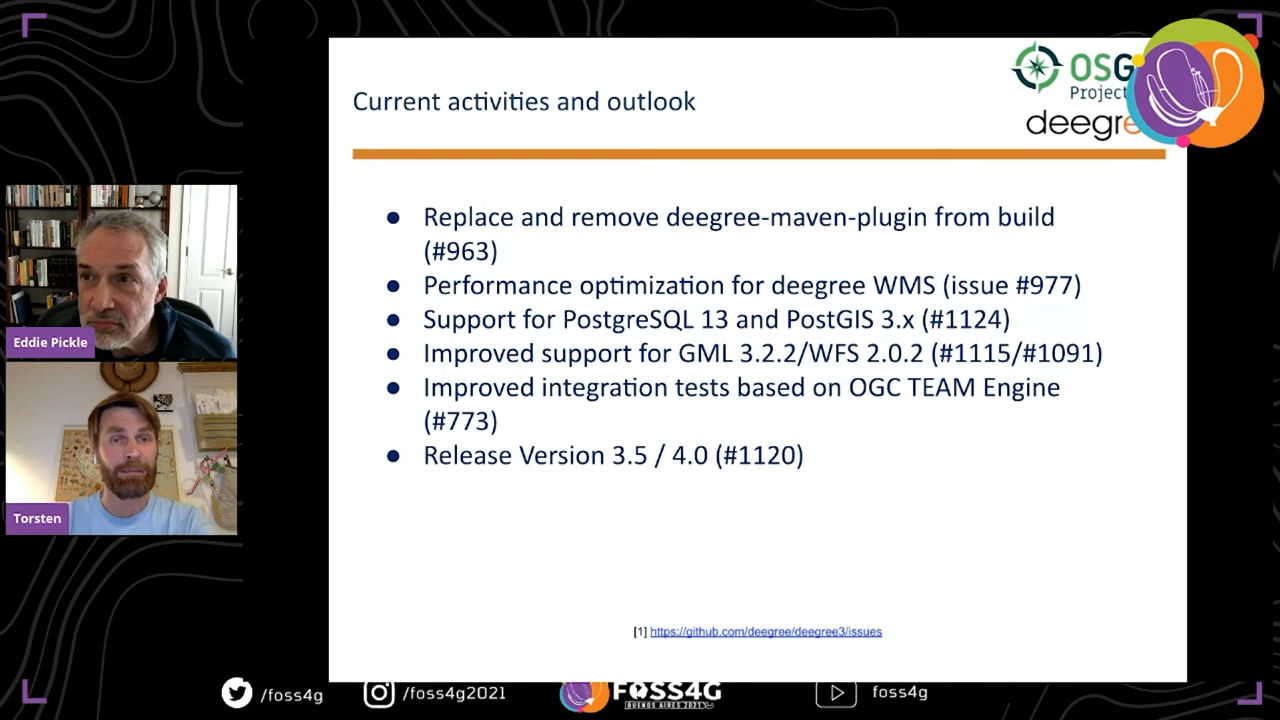 Current activities and outlook
OSG
Project
deegre
● Replace and remove deegree-maven-plugin from build
(#963)
● Performance optimization for deegree WMS (issue #977)
● Support for PostgreSQL 13 and PostGIS 3.x (#1124)
● Improved support for GML 3.2.2/WFS 2.0.2 (#1115/#1091)
● Improved integration tests based on OGC TEAM Engine
(#773)
● Release Version 3.5 / 4.0 (#1120)
[1] https://github.com/deegree/deegree3/issues
Eddie Pickle
Torsten
/foss4g
/foss4g2021
FOSS4G
BUENOS AIRES 2021
foss4g